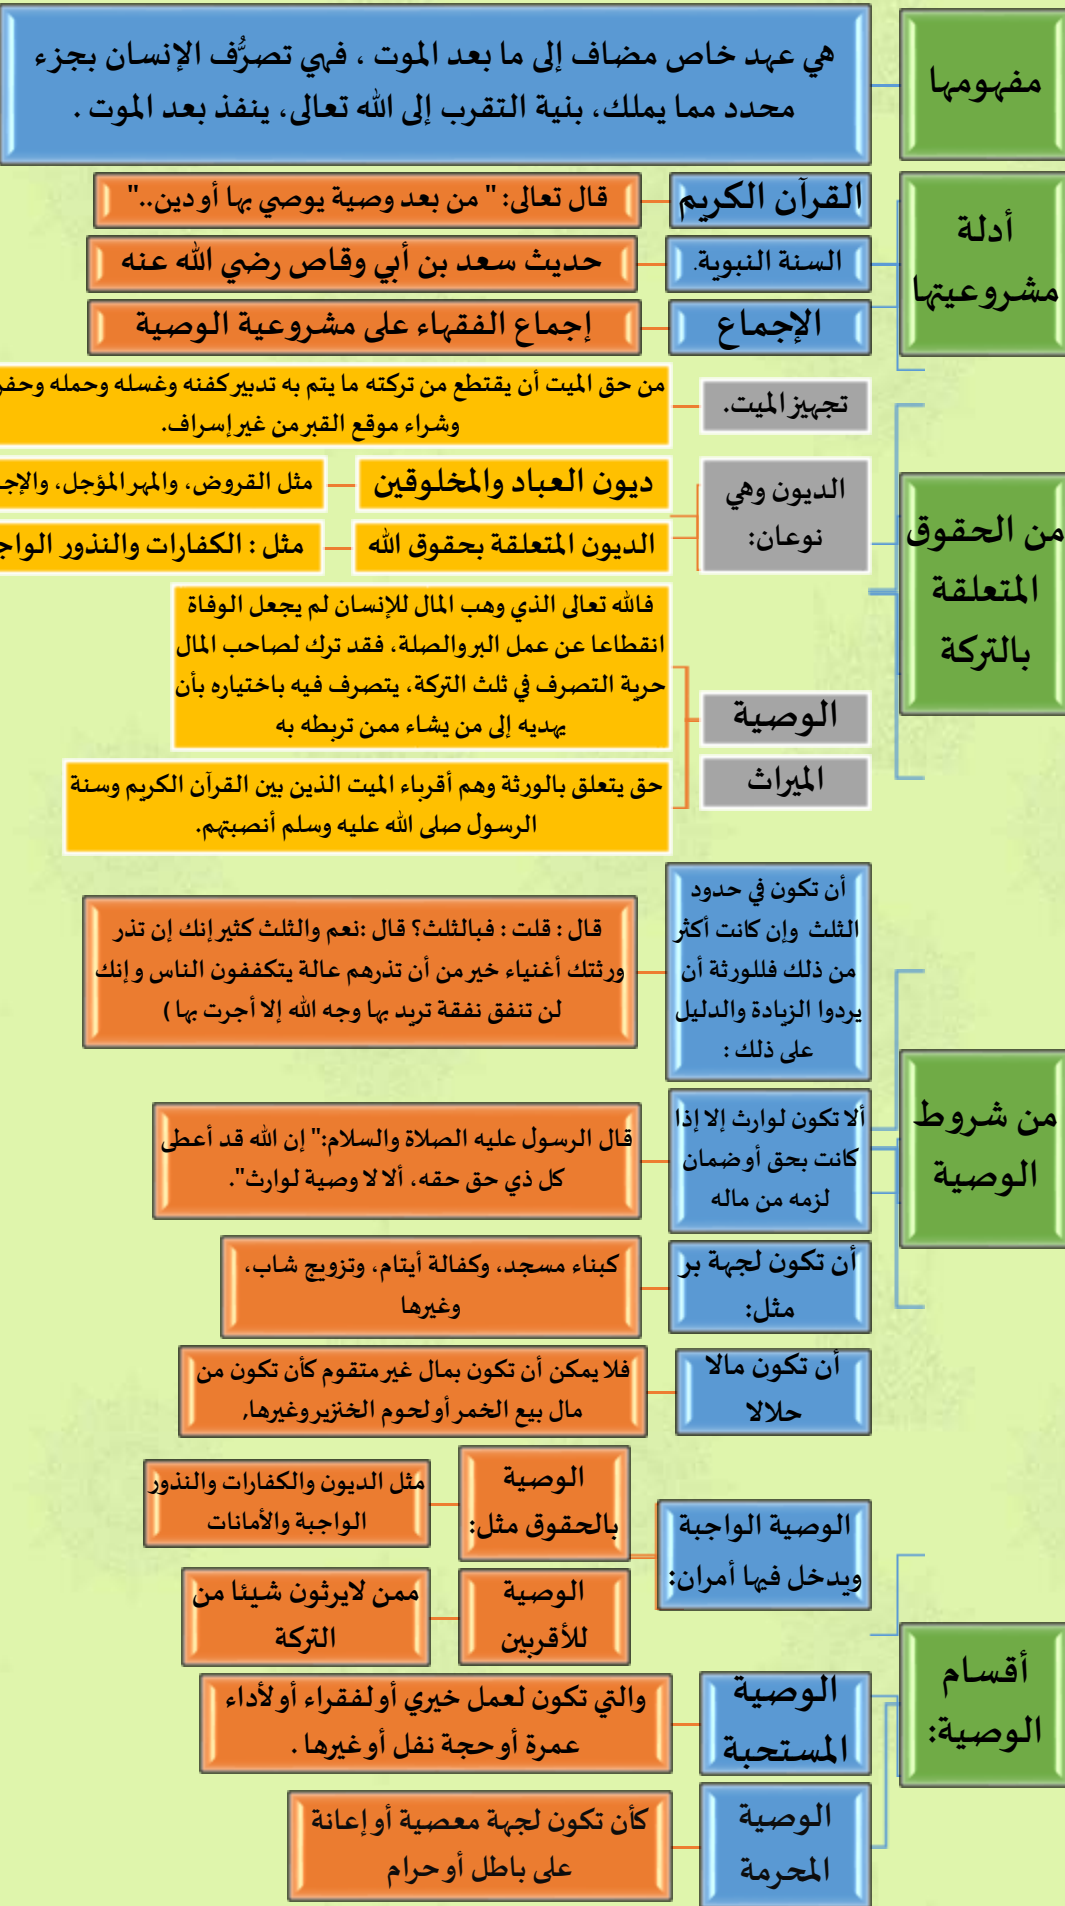 مفهومها
هي عهد خاص مضاف إلى ما بعد الموت ، فهي تصرُّف الإنسان بجزء
محدد مما يملك، بنية التقرب إلى الله تعالى، ينفذ بعد الموت .
أدلة
مشروعيتها
القرآن الكريم
قال تعالى: " من بعد وصية يوصي بها أو دين.."
السنة النبوية.
حديث سعد بن أبي وقاص رضي الله عنه
الإجماع
إجماع الفقهاء على مشروعية الوصية
من الحقوق
المتعلقة
بالتركة
تجهيز الميت.
من حق الميت أن يقتطع من تركته ما يتم به تدبير كفنه وغسله وحمله
وشراء موقع القبر من غير إسراف.
الديون وهي
نوعان:
ديون العباد والمخلوقين
مثل القروض، والمهر المؤجل،
الديون المتعلقة بحقوق الله
مثل : الكفارات والنذور
الوصية
فالله تعالى الذي وهب المال للإنسان لم يجعل الوفاة
انقطاعا عن عمل البر والصلة، فقد ترك لصاحب المال
حرية التصرف في ثلث التركة، يتصرف فيه باختياره بأن
يهديه إلى من يشاء ممن تربطه به
الميراث
حق يتعلق بالورثة وهم أقرباء الميت الذين بين القرآن الكريم وسنة
الرسول صلى الله عليه وسلم أنصبتهم.
من شروط
الوصية
أن تكون في حدود
الثلث وإن كانت أكثر
من ذلك فللورثة أن
يردوا الزيادة والدليل
على ذلك :
قال : قلت : فبالثلث؟ قال :نعم والثلث كثير إنك إن تذر
ورثتك أغنياء خير من أن تذرهم عالة يتكففون الناس وإنك
لن تنفق نفقة تريد بها وجه الله إلا أجرت بها )
ألا تكون لوارث إلا إذا
كانت بحق أو ضمان
لزمه من ماله
قال الرسول عليه الصلاة والسلام:" إن الله قد أعطى
كل ذي حق حقه، ألا لا وصية لوارث".
أن تكون لجهة بر
مثل:
كبناء مسجد، وكفالة أيتام، وتزويج شاب،
وغيرها
أن تكون مالا
حلالا
فلا يمكن أن تكون بمال غير متقوم كأن تكون من
مال بيع الخمر أو لحوم الخنزير وغيرها,
أقسام
الوصية:
الوصية الواجبة
ويدخل فيها أمران:
الوصية
بالحقوق مثل:
مثل الديون والكفارات والنذور
الواجبة والأمانات
الوصية
للأقربين
ممن لايرثون شيئا من
التركة
الوصية
المستحبة
والتي تكون لعمل خيري أو لفقراء أو لأداء
عمرة أو حجة نفل أو غيرها .
الوصية
المحرمة
كأن تكون لجهة معصية أو إعانة
على باطل أو حرام